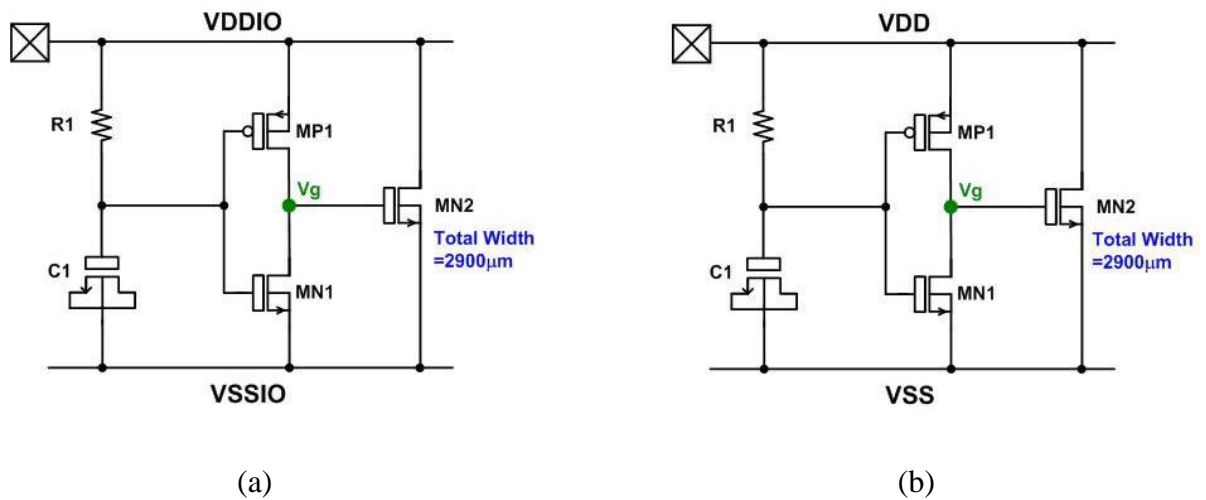 VDDIO
R1
MP1
Vg
MN2
Total Width
=2900μm
C1
MN1
VSSIO
(a)
VDD
R1
MP1
Vg
MN2
Total Width
=2900μm
C1
MN1
VSS
(b)